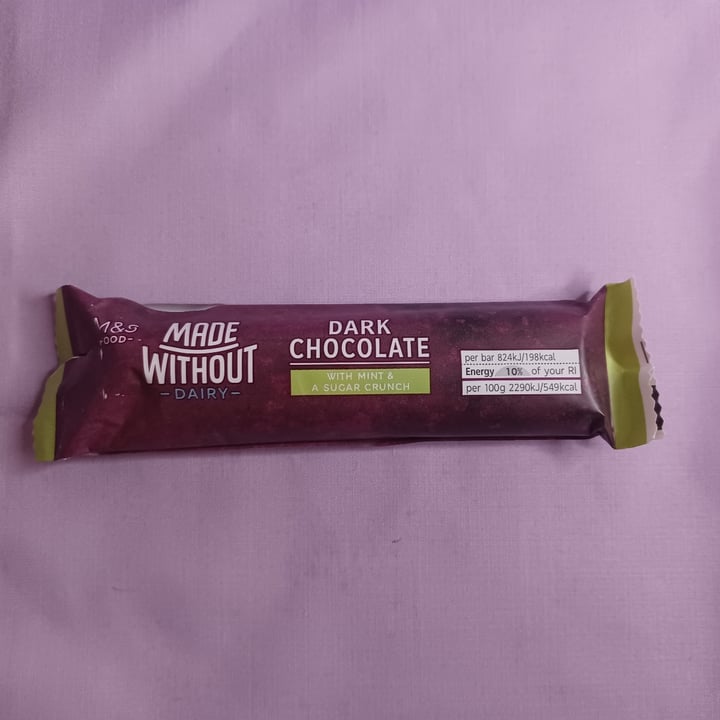 M&S
FOOD-
MADE
WITHOUT
-DAIRY-
DARK
CHOCOLATE
WITH MINT &
A SUGAR CRUNCH
per bar 824kJ/198kcal
Energy 10% of your RI
per 100g 2290kJ/549kcal